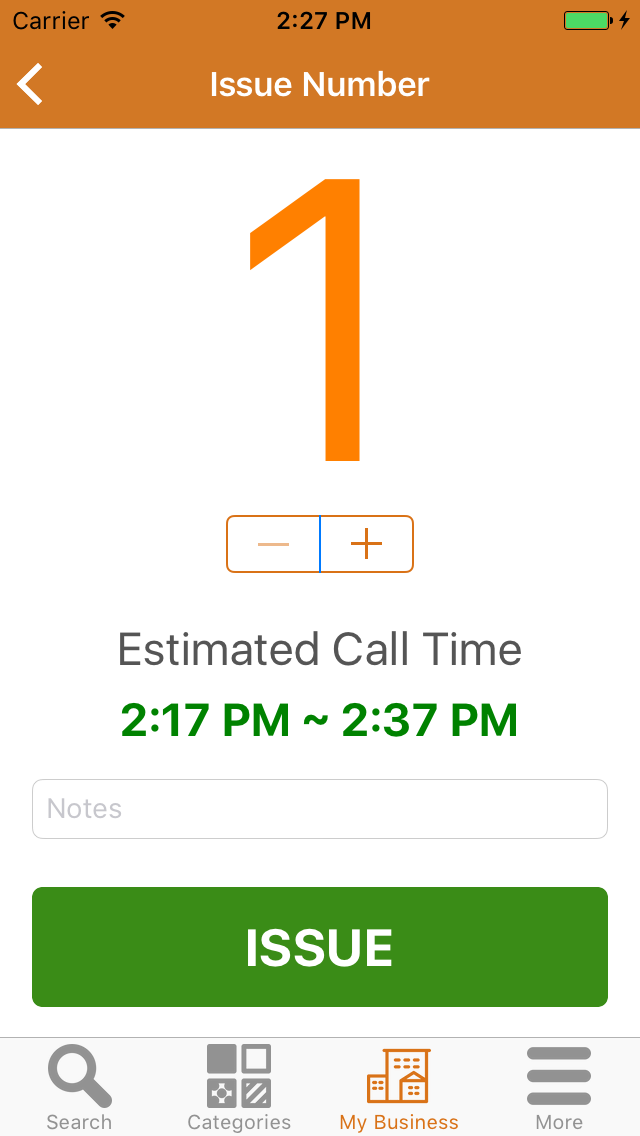 Carrier 2:27 PM
Issue Number
1
Estimated Call Time
2:17 PM ~ 2:37 PM
Notes
ISSUE
Search Categories My Business More